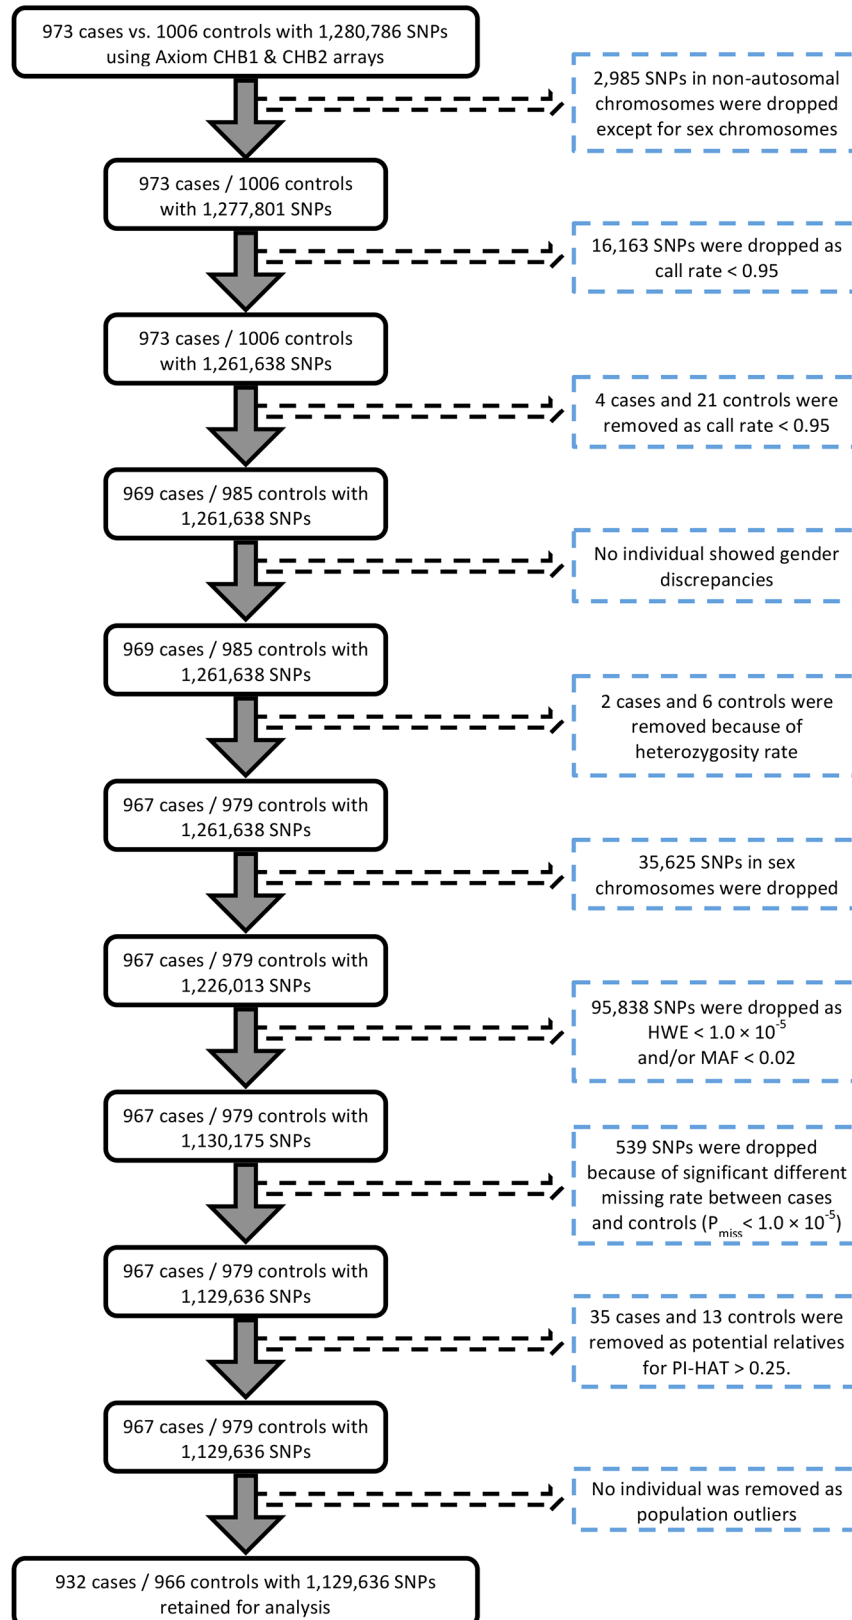 973 cases vs. 1006 controls with 1,280,786 SNPs
using Axiom CHB1 & CHB2 arrays
2,985 SNPs in non-autosomal
chromosomes were dropped
except for sex chromosomes
973 cases / 1006 controls
with 1,277,801 SNPs
16,163 SNPs were dropped as
call rate < 0.95
973 cases / 1006 controls
with 1,261,638 SNPs
4 cases and 21 controls were
removed as call rate < 0.95
969 cases / 985 controls with
1,261,638 SNPs
No individual showed gender
discrepancies
969 cases / 985 controls with
1,261,638 SNPs
2 cases and 6 controls were
removed because of
heterozygosity rate
967 cases / 979 controls with
1,261,638 SNPs
35,625 SNPs in sex
chromosomes were dropped
967 cases / 979 controls with
1,226,013 SNPs
95,838 SNPs were dropped as
HWE < 1.0 × 10⁻⁵
and/or MAF < 0.02
967 cases / 979 controls with
1,130,175 SNPs
539 SNPs were dropped
because of significant different
missing rate between cases
and controls (Pmiss< 1.0 × 10⁻⁵)
967 cases / 979 controls with
1,129,636 SNPs
35 cases and 13 controls were
removed as potential relatives
for PI-HAT > 0.25.
967 cases / 979 controls with
1,129,636 SNPs
No individual was removed as
population outliers
932 cases / 966 controls with 1,129,636 SNPs
retained for analysis